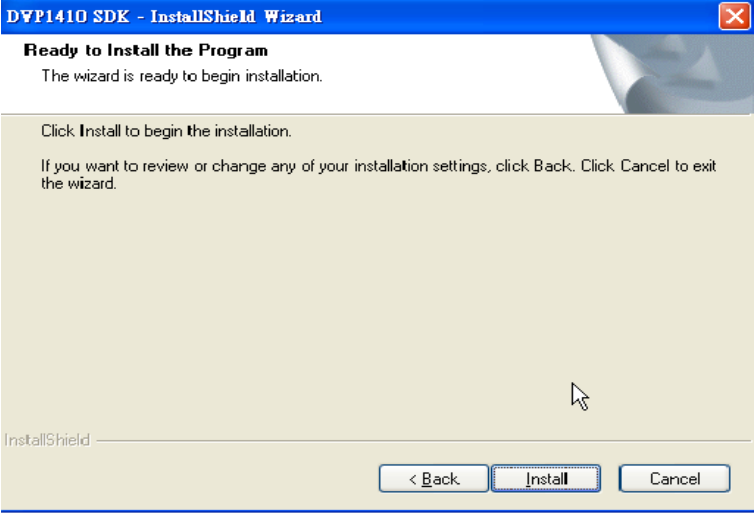 DVP1410 SDK - InstallShield Wizard
Ready to Install the Program
The wizard is ready to begin installation.
Click Install to begin the installation.
If you want to review or change any of your installation settings, click Back. Click Cancel to exit
the wizard.
InstallShield
< Back
Install
Cancel